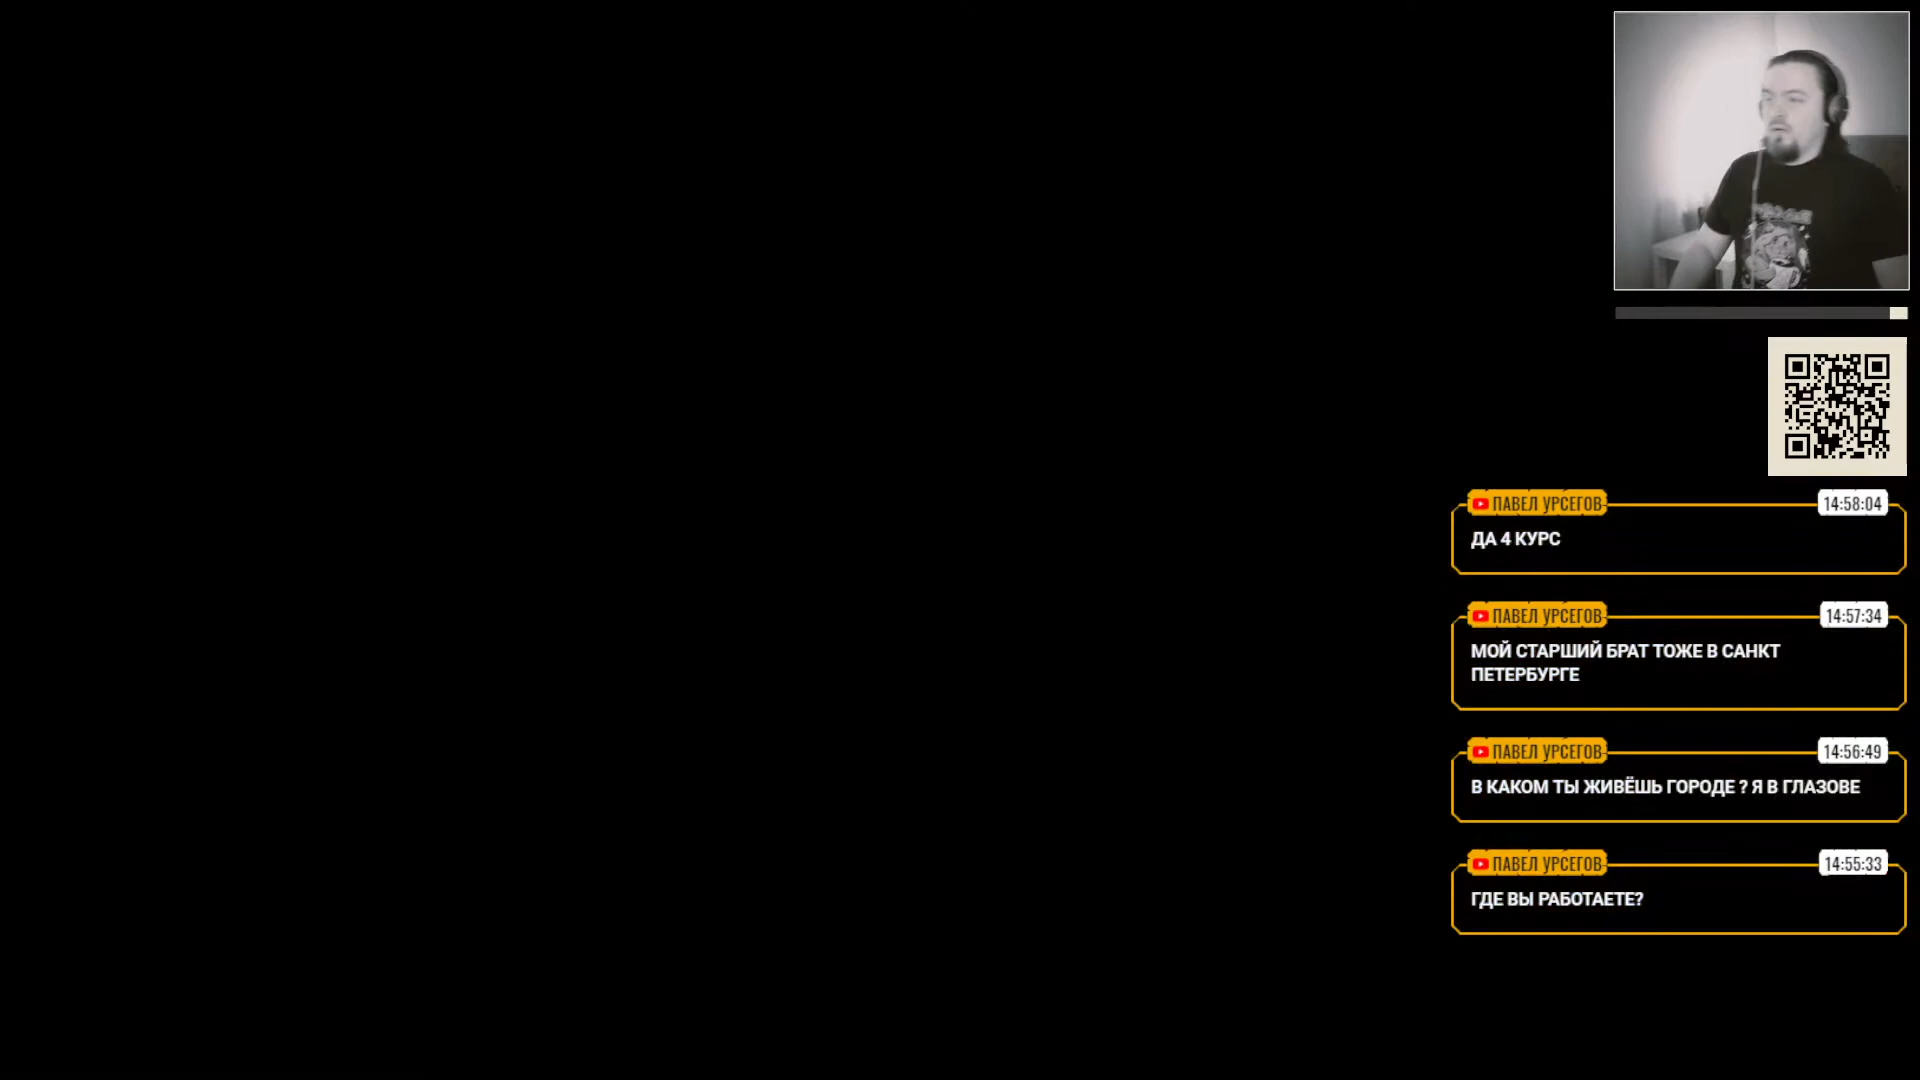 ПАВЕЛ УРСЕГОВ 14:58:04
ДА 4 КУРС
ПАВЕЛ УРСЕГОВ 14:57:34
МОЙ СТАРШИЙ БРАТ ТОЖЕ В САНКТ
ПЕТЕРБУРГЕ
ПАВЕЛ УРСЕГОВ 14:56:49
В КАКОМ ТЫ ЖИВЁШЬ ГОРОДЕ ? Я В ГЛАЗОВЕ
ПАВЕЛ УРСЕГОВ 14:55:33
ГДЕ ВЫ РАБОТАЕТЕ?